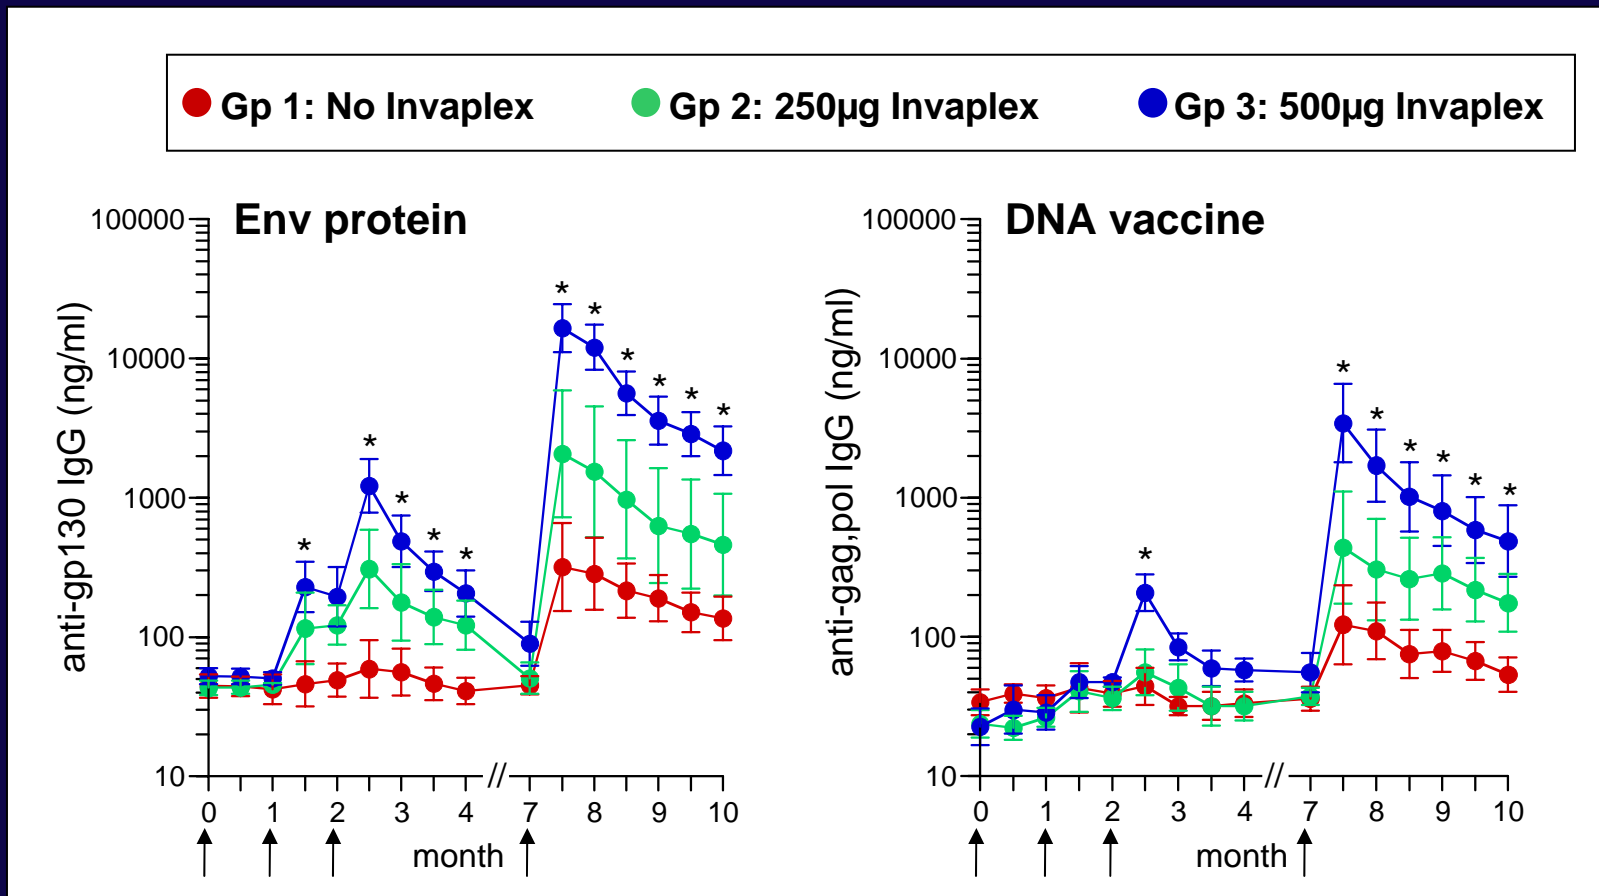 Gp 1: No Invaplex
Gp 2: 250µg Invaplex
Gp 3: 500µg Invaplex
Env protein
anti-gp130 IgG (ng/ml)
100000
10000
1000
100
10
* * * * * * * * * * *
0 1 2 3 4 // 7 8 9 10
month
DNA vaccine
anti-gag,pol IgG (ng/ml)
100000
10000
1000
100
10
* * * * * * *
0 1 2 3 4 // 7 8 9 10
month